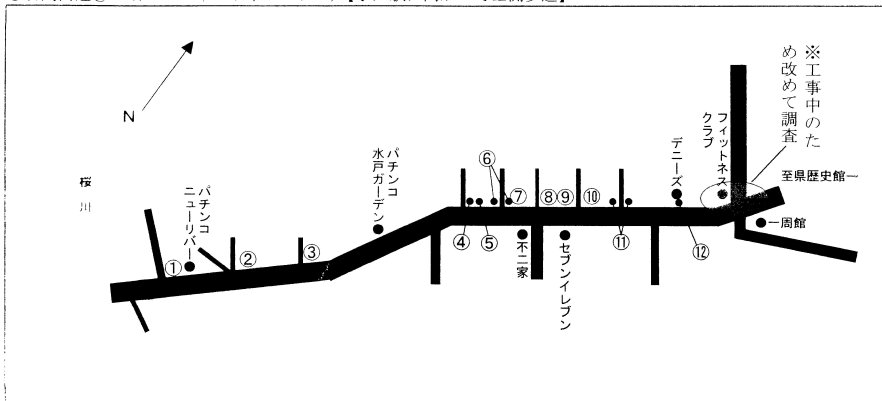 N
桜川
パチンコ
ニューリバー
パチンコ
水戸ガーデン
①
②
③
④
⑤
⑥
⑦
⑧
⑨
⑩
⑪
⑫
不二家
セブンイレブン
デニーズ
フィットネス
クラブ
※工事中のた
め改めて調査
至県歴史館一
一周館